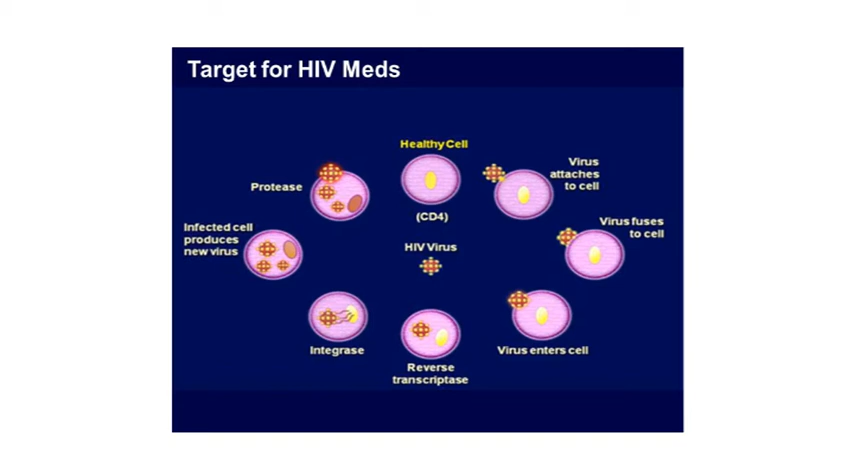 Target for HIV Meds
Healthy Cell
(CD4)
HIV Virus
Virus
attaches
to cell
Virus fuses
to cell
Virus enters cell
Reverse
transcriptase
Integrase
Infected cell
produces
new virus
Protease